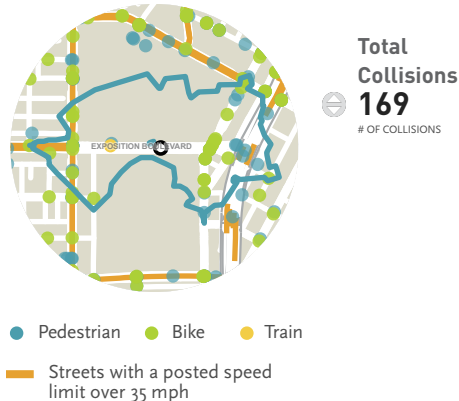 EXPOSITION BOULEVARD
Total
Collisions
169
# OF COLLISIONS
Pedestrian Bike Train
Streets with a posted speed
limit over 35 mph